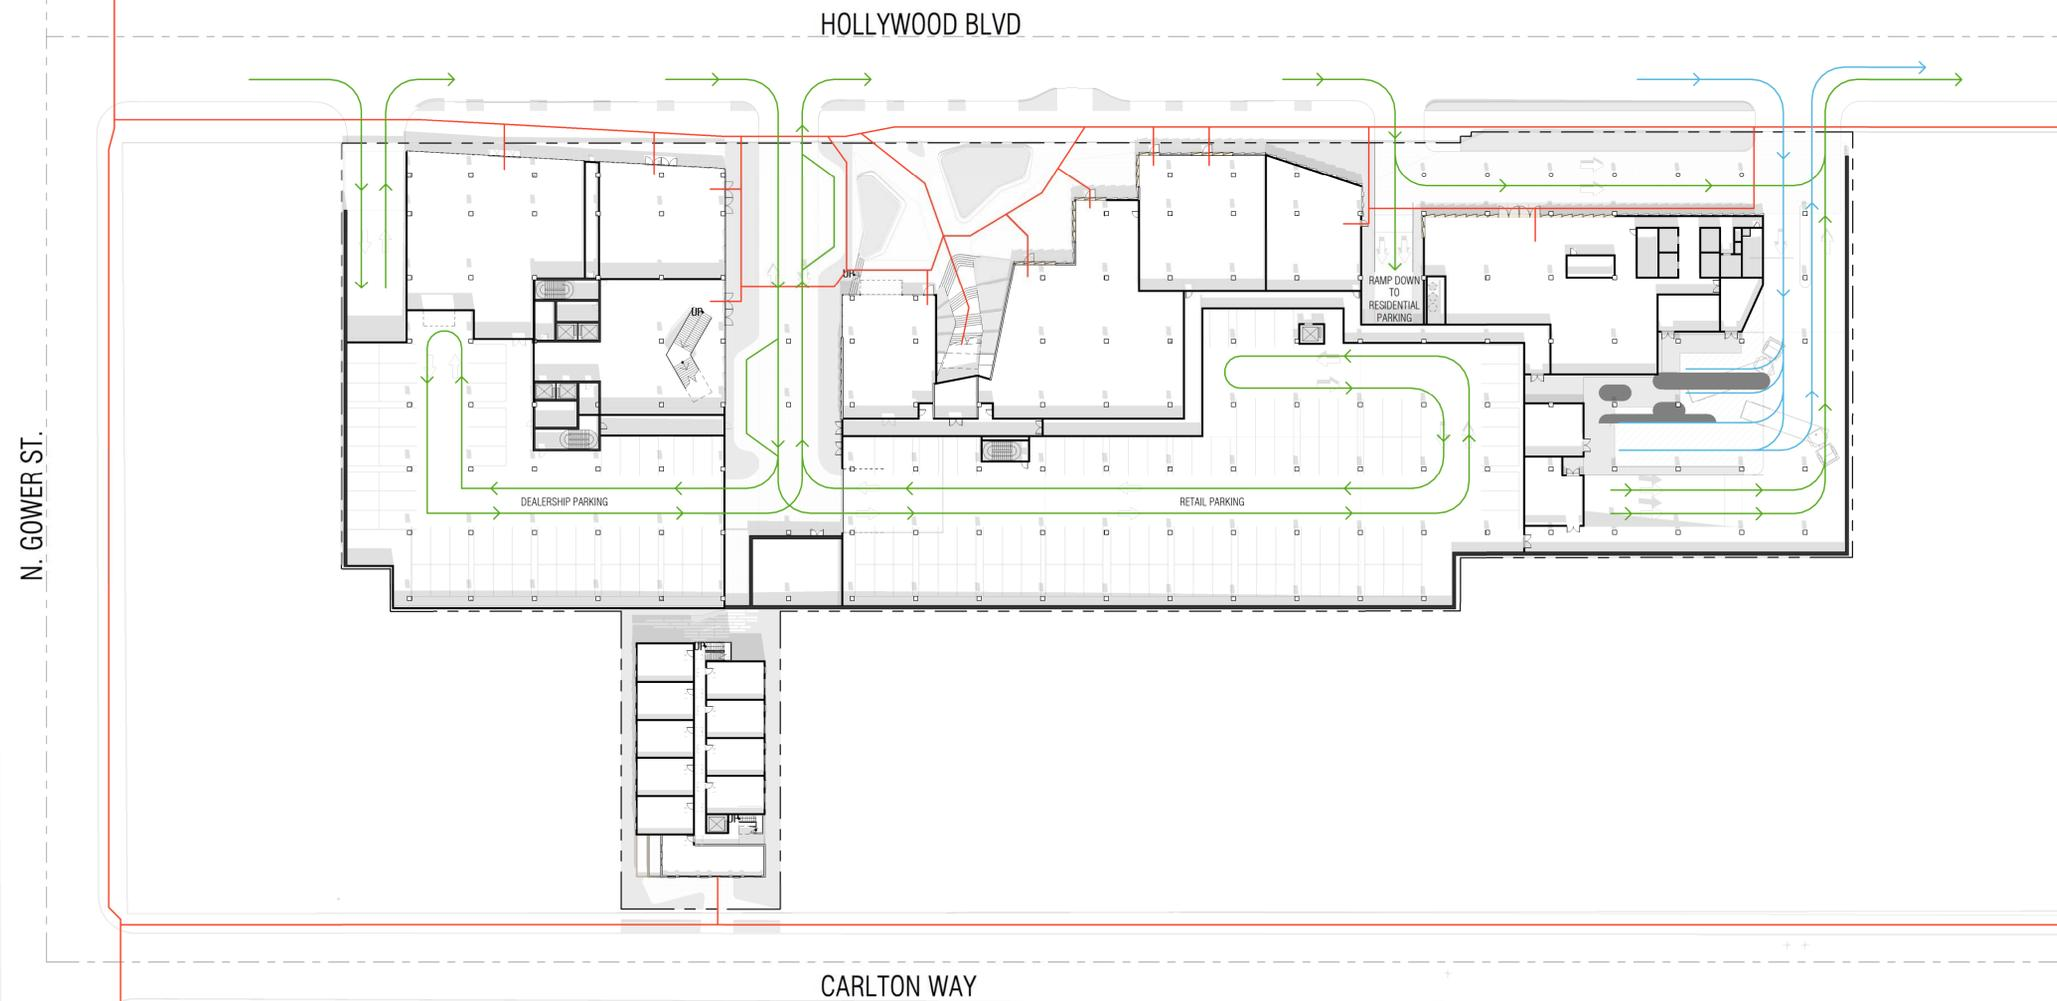 HOLLYWOOD BLVD
UP
RAMP DOWN
TO
RESIDENTIAL
PARKING
UP
N. GOWER ST.
DEALERSHIP PARKING
RETAIL PARKING
UP
UP
CARLTON WAY